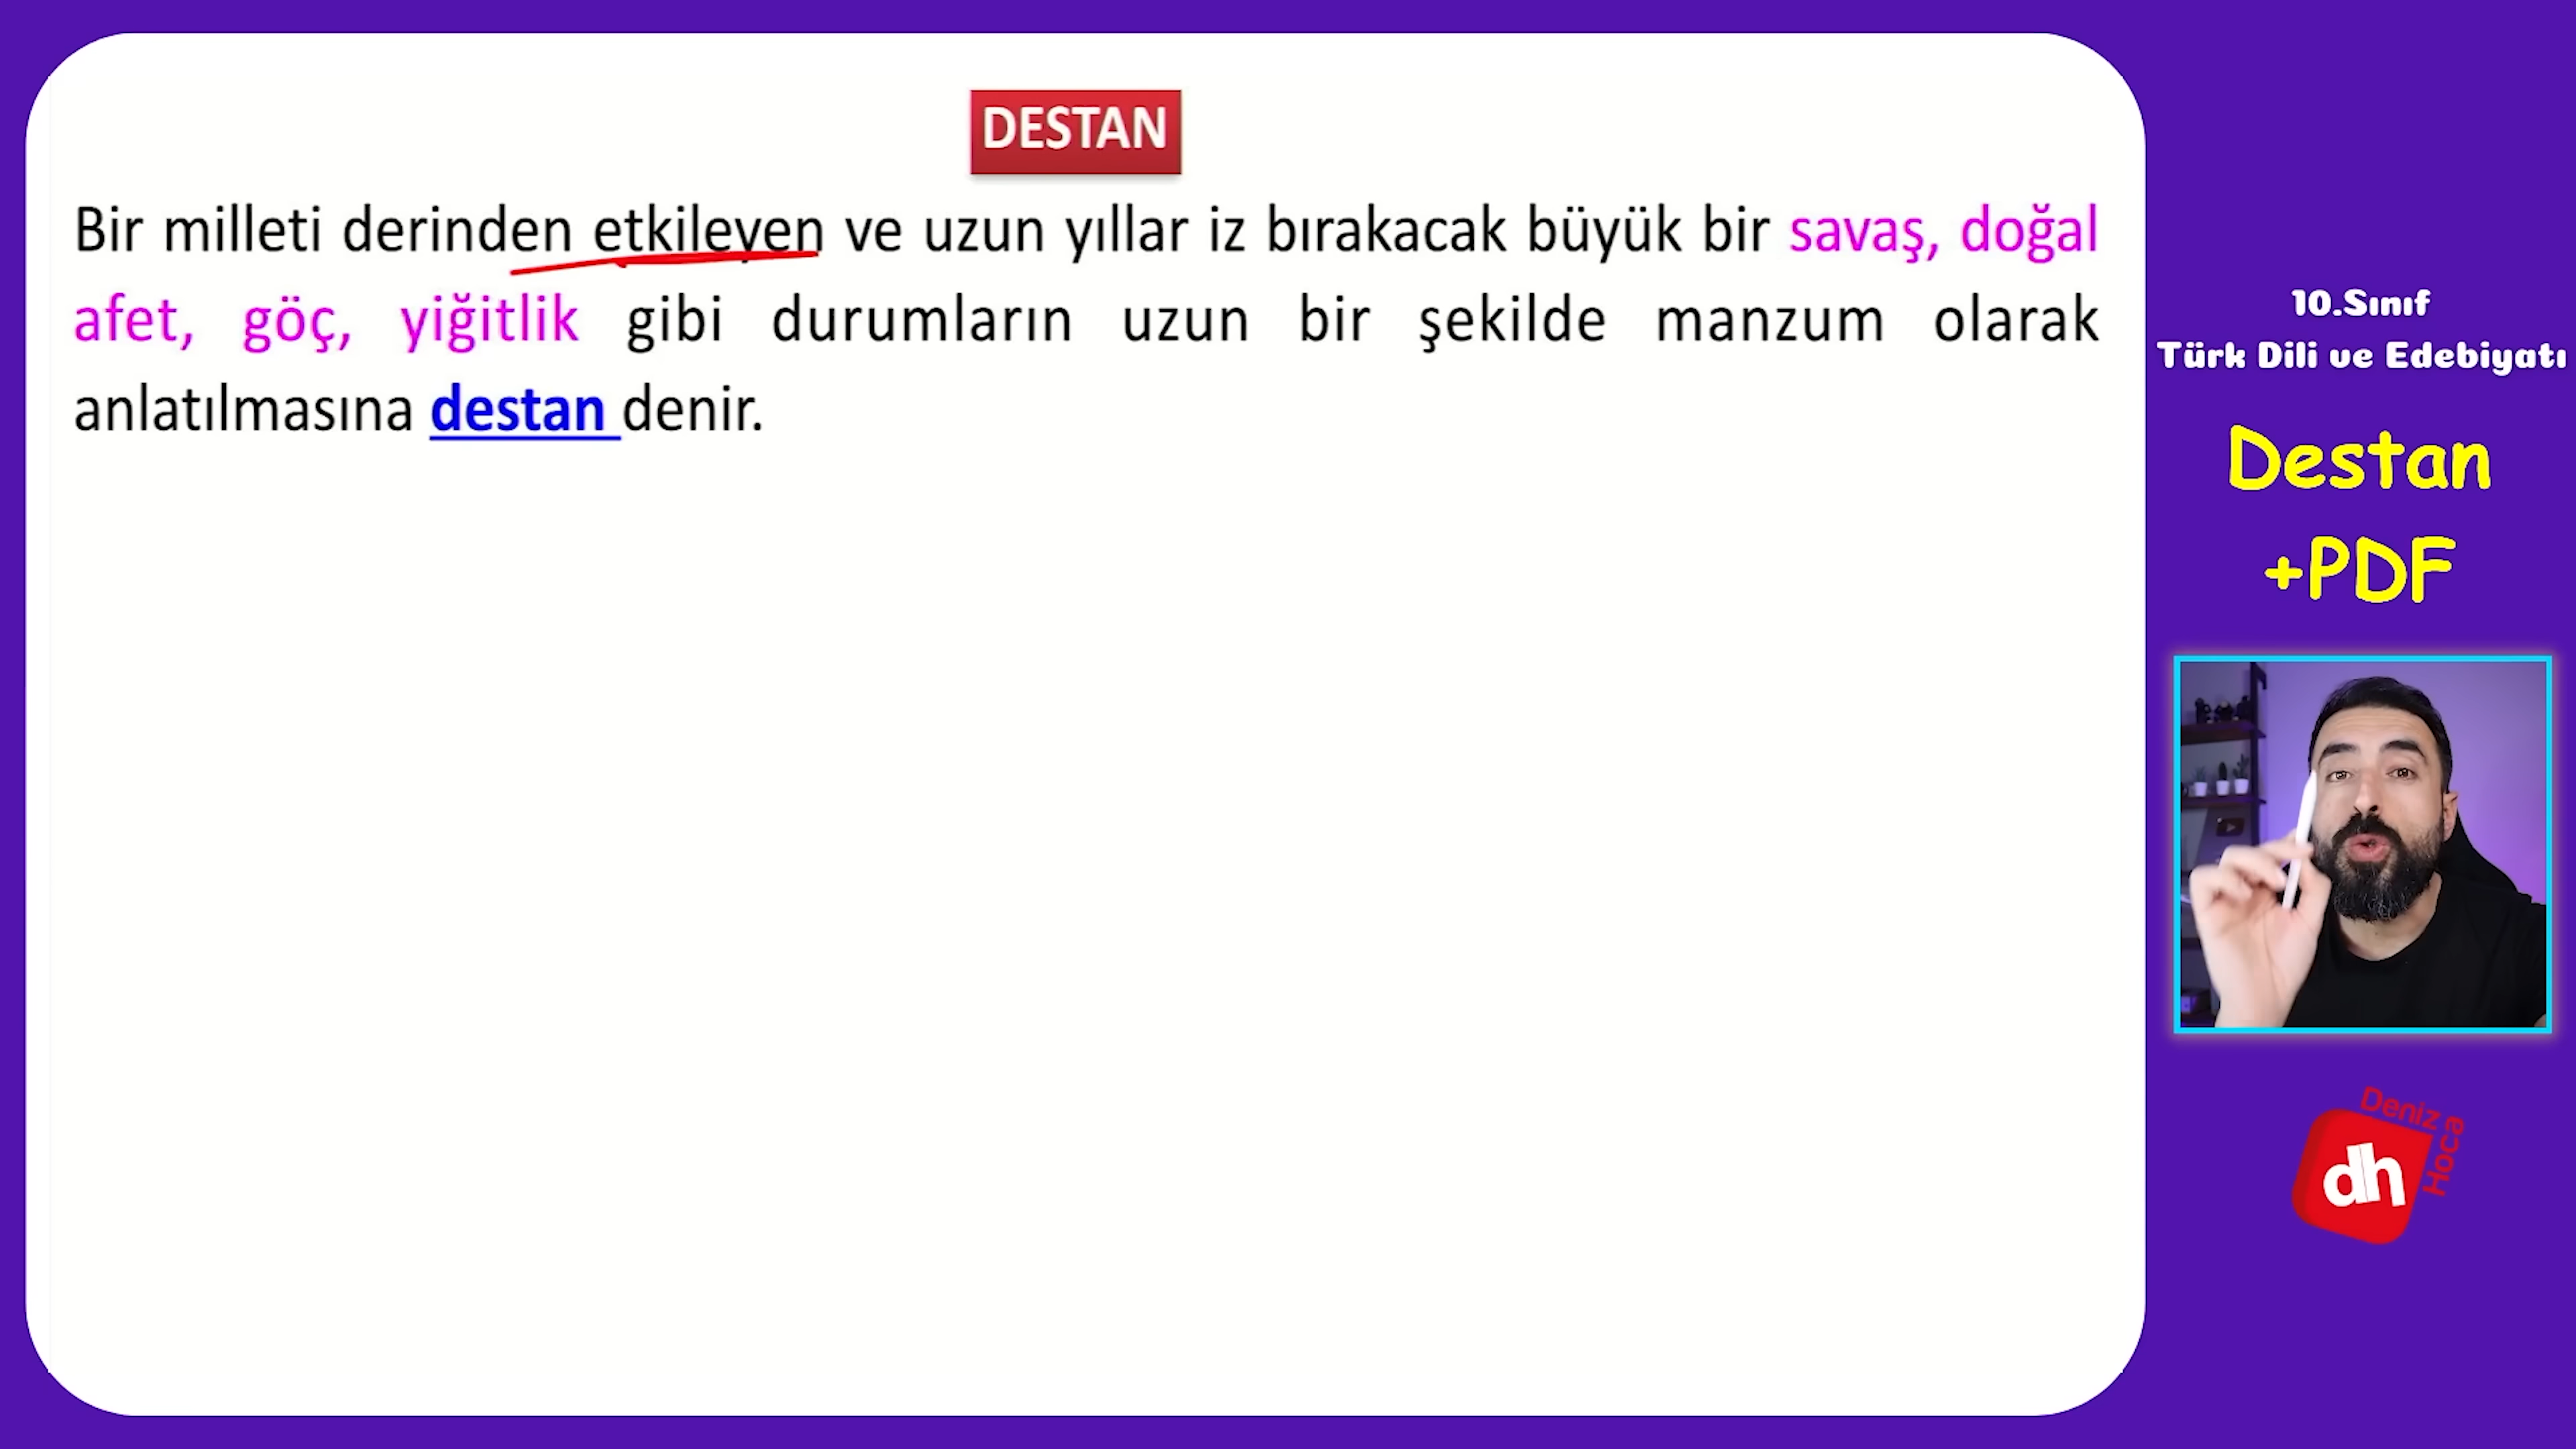 DESTAN
Bir milleti derinden etkileyen ve uzun yıllar iz bırakacak büyük bir savaş, doğal
afet, göç, yiğitlik gibi durumların uzun bir şekilde manzum olarak
anlatılmasına destan denir.
10.Sınıf
Türk Dili ve Edebiyatı
Destan
+PDF
Deniz
Hoca
dh